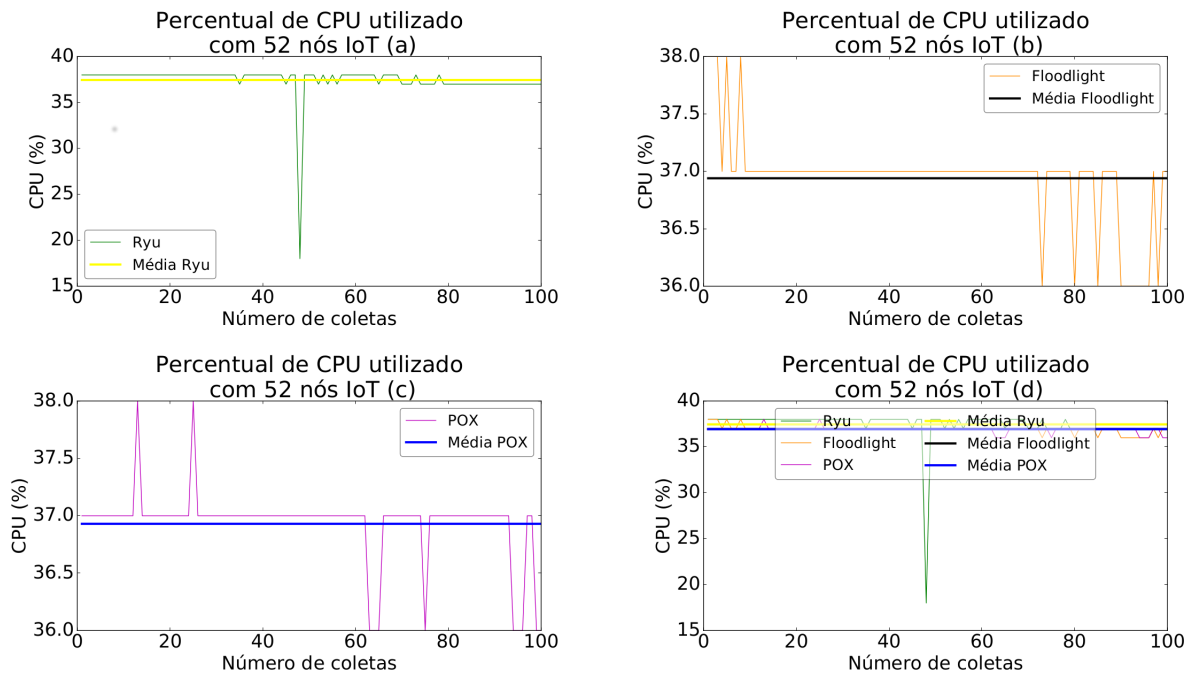 Percentual de CPU utilizado
com 52 nós IoT (a)
40
35
30
25
20
15
CPU (%)
Ryu
Média Ryu
0 20 40 60 80 100
Número de coletas
Percentual de CPU utilizado
com 52 nós IoT (b)
38.0
37.5
37.0
36.5
36.0
CPU (%)
Floodlight
Média Floodlight
0 20 40 60 80 100
Número de coletas
Percentual de CPU utilizado
com 52 nós IoT (c)
38.0
37.5
37.0
36.5
36.0
CPU (%)
POX
Média POX
0 20 40 60 80 100
Número de coletas
Percentual de CPU utilizado
com 52 nós IoT (d)
40
35
30
25
20
15
CPU (%)
Ryu
Floodlight
POX
Média Ryu
Média Floodlight
Média POX
0 20 40 60 80 100
Número de coletas